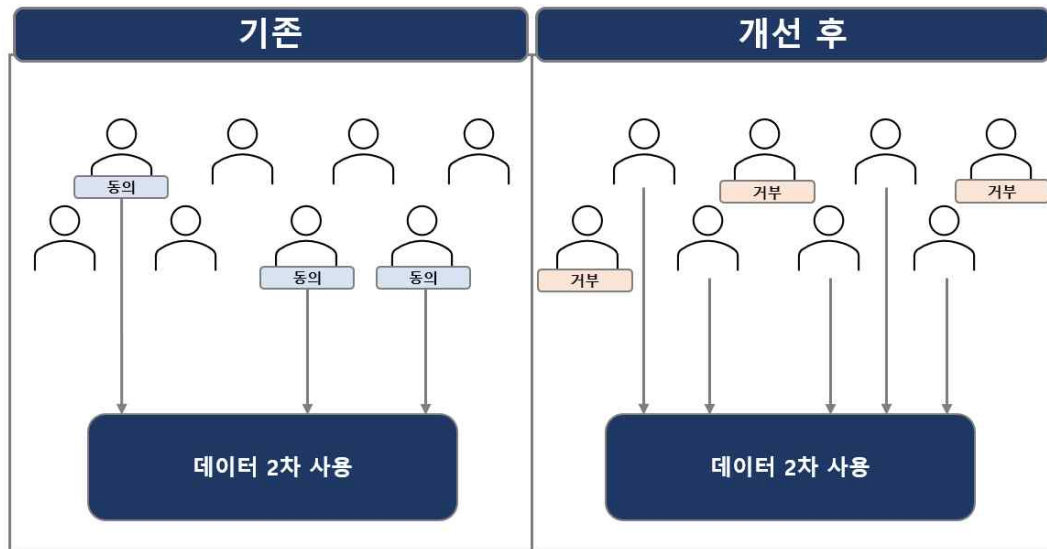 기존
개선 후
동의
거부
거부
동의
동의
거부
데이터 2차 사용
데이터 2차 사용